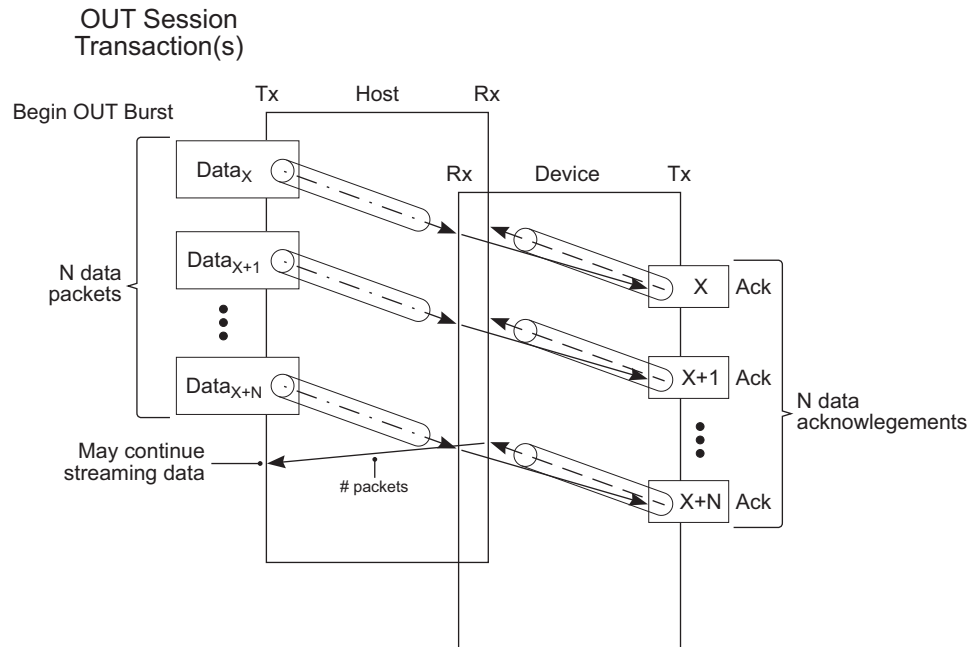 OUT Session
Transaction(s)
Tx
Host
Rx
Begin OUT Burst
DataX
Rx
Device
Tx
N data
packets
DataX+1
X
Ack
DataX+N
X+1
Ack
N data
acknowlegements
May continue
streaming data
# packets
X+N
Ack